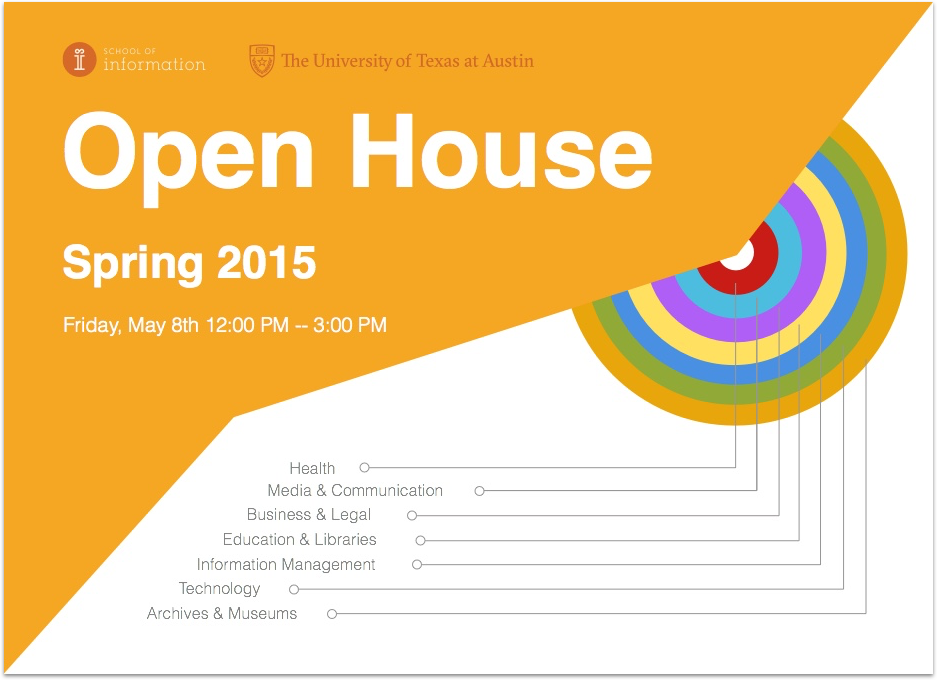 SCHOOL OF
information
The University of Texas at Austin
Open House
Spring 2015
Friday, May 8th 12:00 PM -- 3:00 PM
Health
Media & Communication
Business & Legal
Education & Libraries
Information Management
Technology
Archives & Museums